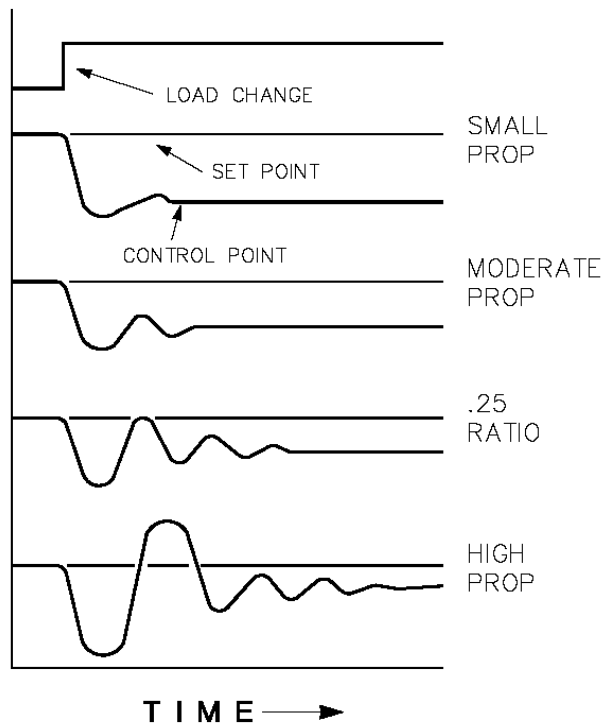 LOAD CHANGE
SMALL
PROP
SET POINT
CONTROL POINT
MODERATE
PROP
.25
RATIO
HIGH
PROP
TIME